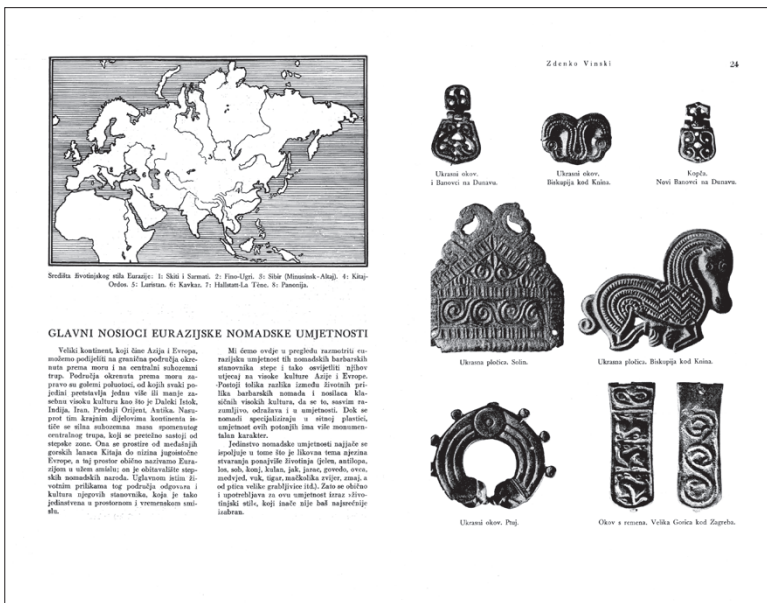 Središta životinjskog stila Eurazije: 1: Skiti i Sarmati. 2: Fino-Ugri. 3: Sibir (Minusinsk-Altaj). 4: Kitaj-
Ordos. 5: Luristan. 6: Kavkaz. 7: Hallstatt-La Tène. 8: Panonija.
GLAVNI NOSIOCI EURAZIJSKE NOMADSKE UMJETNOSTI
Veliki kontinent, koji čine Azija i Evropa,
možemo podijeliti na granična područja okre-
nuta prema moru i na centralni suhozemni
trup. Područja okrenuta prema moru za-
pravo su golemi poluotoci, od kojih svaki po-
jedini pretstavlja jednu više ili manje za-
sebnu visoku kulturu kao što je Daleki Istok,
Indija, Iran, Prednji Orijent, Antika. Nasu-
prot tim krajnim dijelovima kontinenta is-
tiče se silna suhozemna masa spomenutog
centralnog trupa, koji se pretežno sastoji od
stepske zone. Ona se prostire od međašnjih
gorskih lanaca Kitaja do nizina jugoistočne
Evrope, a taj prostor obično nazivamo Eura-
zijom u užem smislu; on je obitavalište step-
skih nomadskih naroda. Uglavnom istim ži-
votnim prilikama tog područja odgovara i
kultura njegovih stanovnika, koja je tako
jedinstvena u prostornom i vremenskom smi-
slu.
Mi ćemo ovdje u pregledu razmotriti eu-
razijsku umjetnost tih nomadskih barbarskih
stanovnika stepe i tako osvijetliti njihov
utjecaj na visoke kulture Azije i Evrope.
Postoji tolika razlika između životnih pri-
lika barbarskih nomada i nosilaca kla-
sičnih visokih kultura, da se to, sasvim ra-
zumljivo, odražava i u umjetnosti. Dok se
nomadi specijaliziraju u sitnoj plastici,
umjetnost ovih potonjih ima više monumen-
talan karakter.
Jedinstvo nomadske umjetnosti najjače se
ispoljuje u tome što je likovna tema njezina
stvaranja ponajviše životinja (jelen, antilopa,
los, sob, konj, kulan, jak, jarac, govedo, ovca,
medvjed, vuk, tigar, mačkolika zvijer, zmaj, a
od ptica velike grabljivice itd.). Zato se obično
i upotrebljava za ovu umjetnost izraz »živo-
tinjski stil«, koji inače nije baš najsrećnije
izabran.
Zdenko Vinski 24
Ukrasni okov.
i Banovci na Dunavu.
Ukrasni okov.
Biskupija kod Knina.
Kopča.
Novi Banovci na Dunavu.
Ukrasna pločica. Solin.
Ukrasna pločica. Biskupija kod Knina.
Ukrasni okov. Ptuj.
Okov s remena. Velika Gorica kod Zagreba.